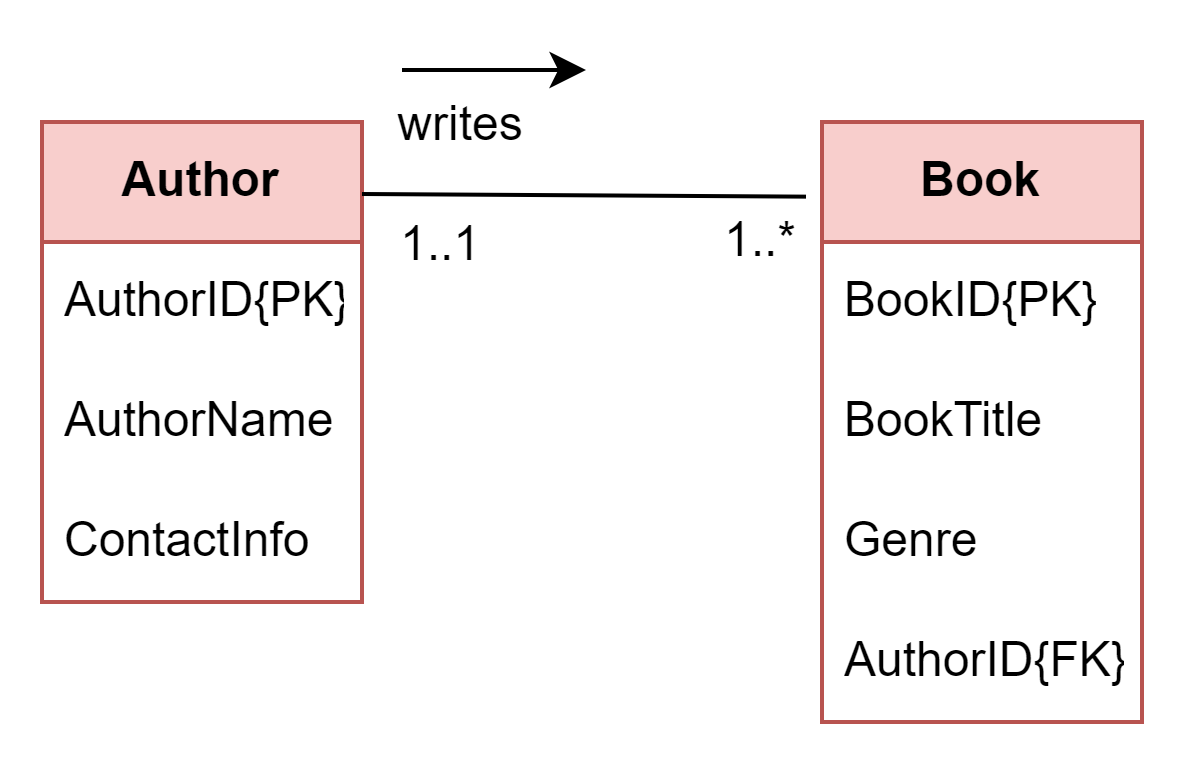 writes
Author
1..1
1..*
Book
AuthorID{PK}
AuthorName
ContactInfo
BookID{PK}
BookTitle
Genre
AuthorID{FK}